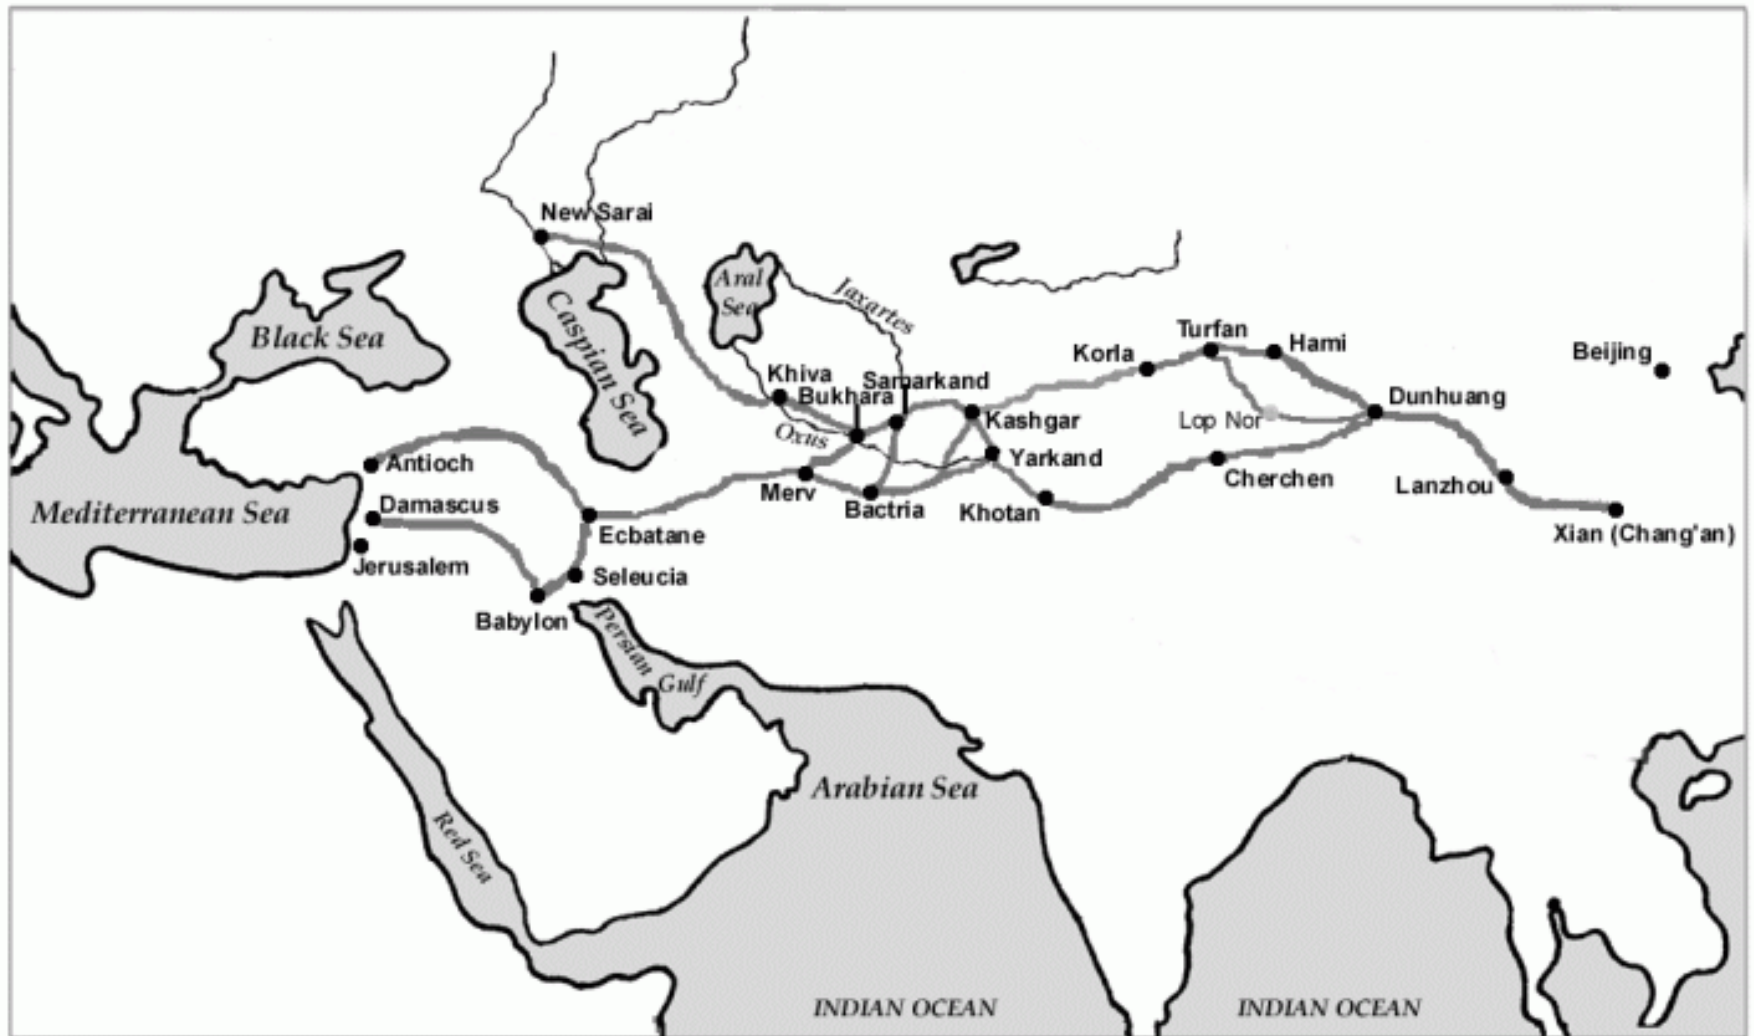 New Sarai
Aral
Sea
Jaxartes
Black Sea
Caspian Sea
Turfan
Hami
Korla
Beijing
Khiva
Samarkand
Bukhara
Dunhuang
Kashgar
Lop Nor
Oxus
Antioch
Yarkand
Merv
Cherchen
Lanzhou
Damascus
Bactria
Khotan
Mediterranean Sea
Ecbatane
Xian (Chang'an)
Jerusalem
Seleucia
Babylon
Persian
Gulf
Arabian Sea
Red Sea
INDIAN OCEAN
INDIAN OCEAN